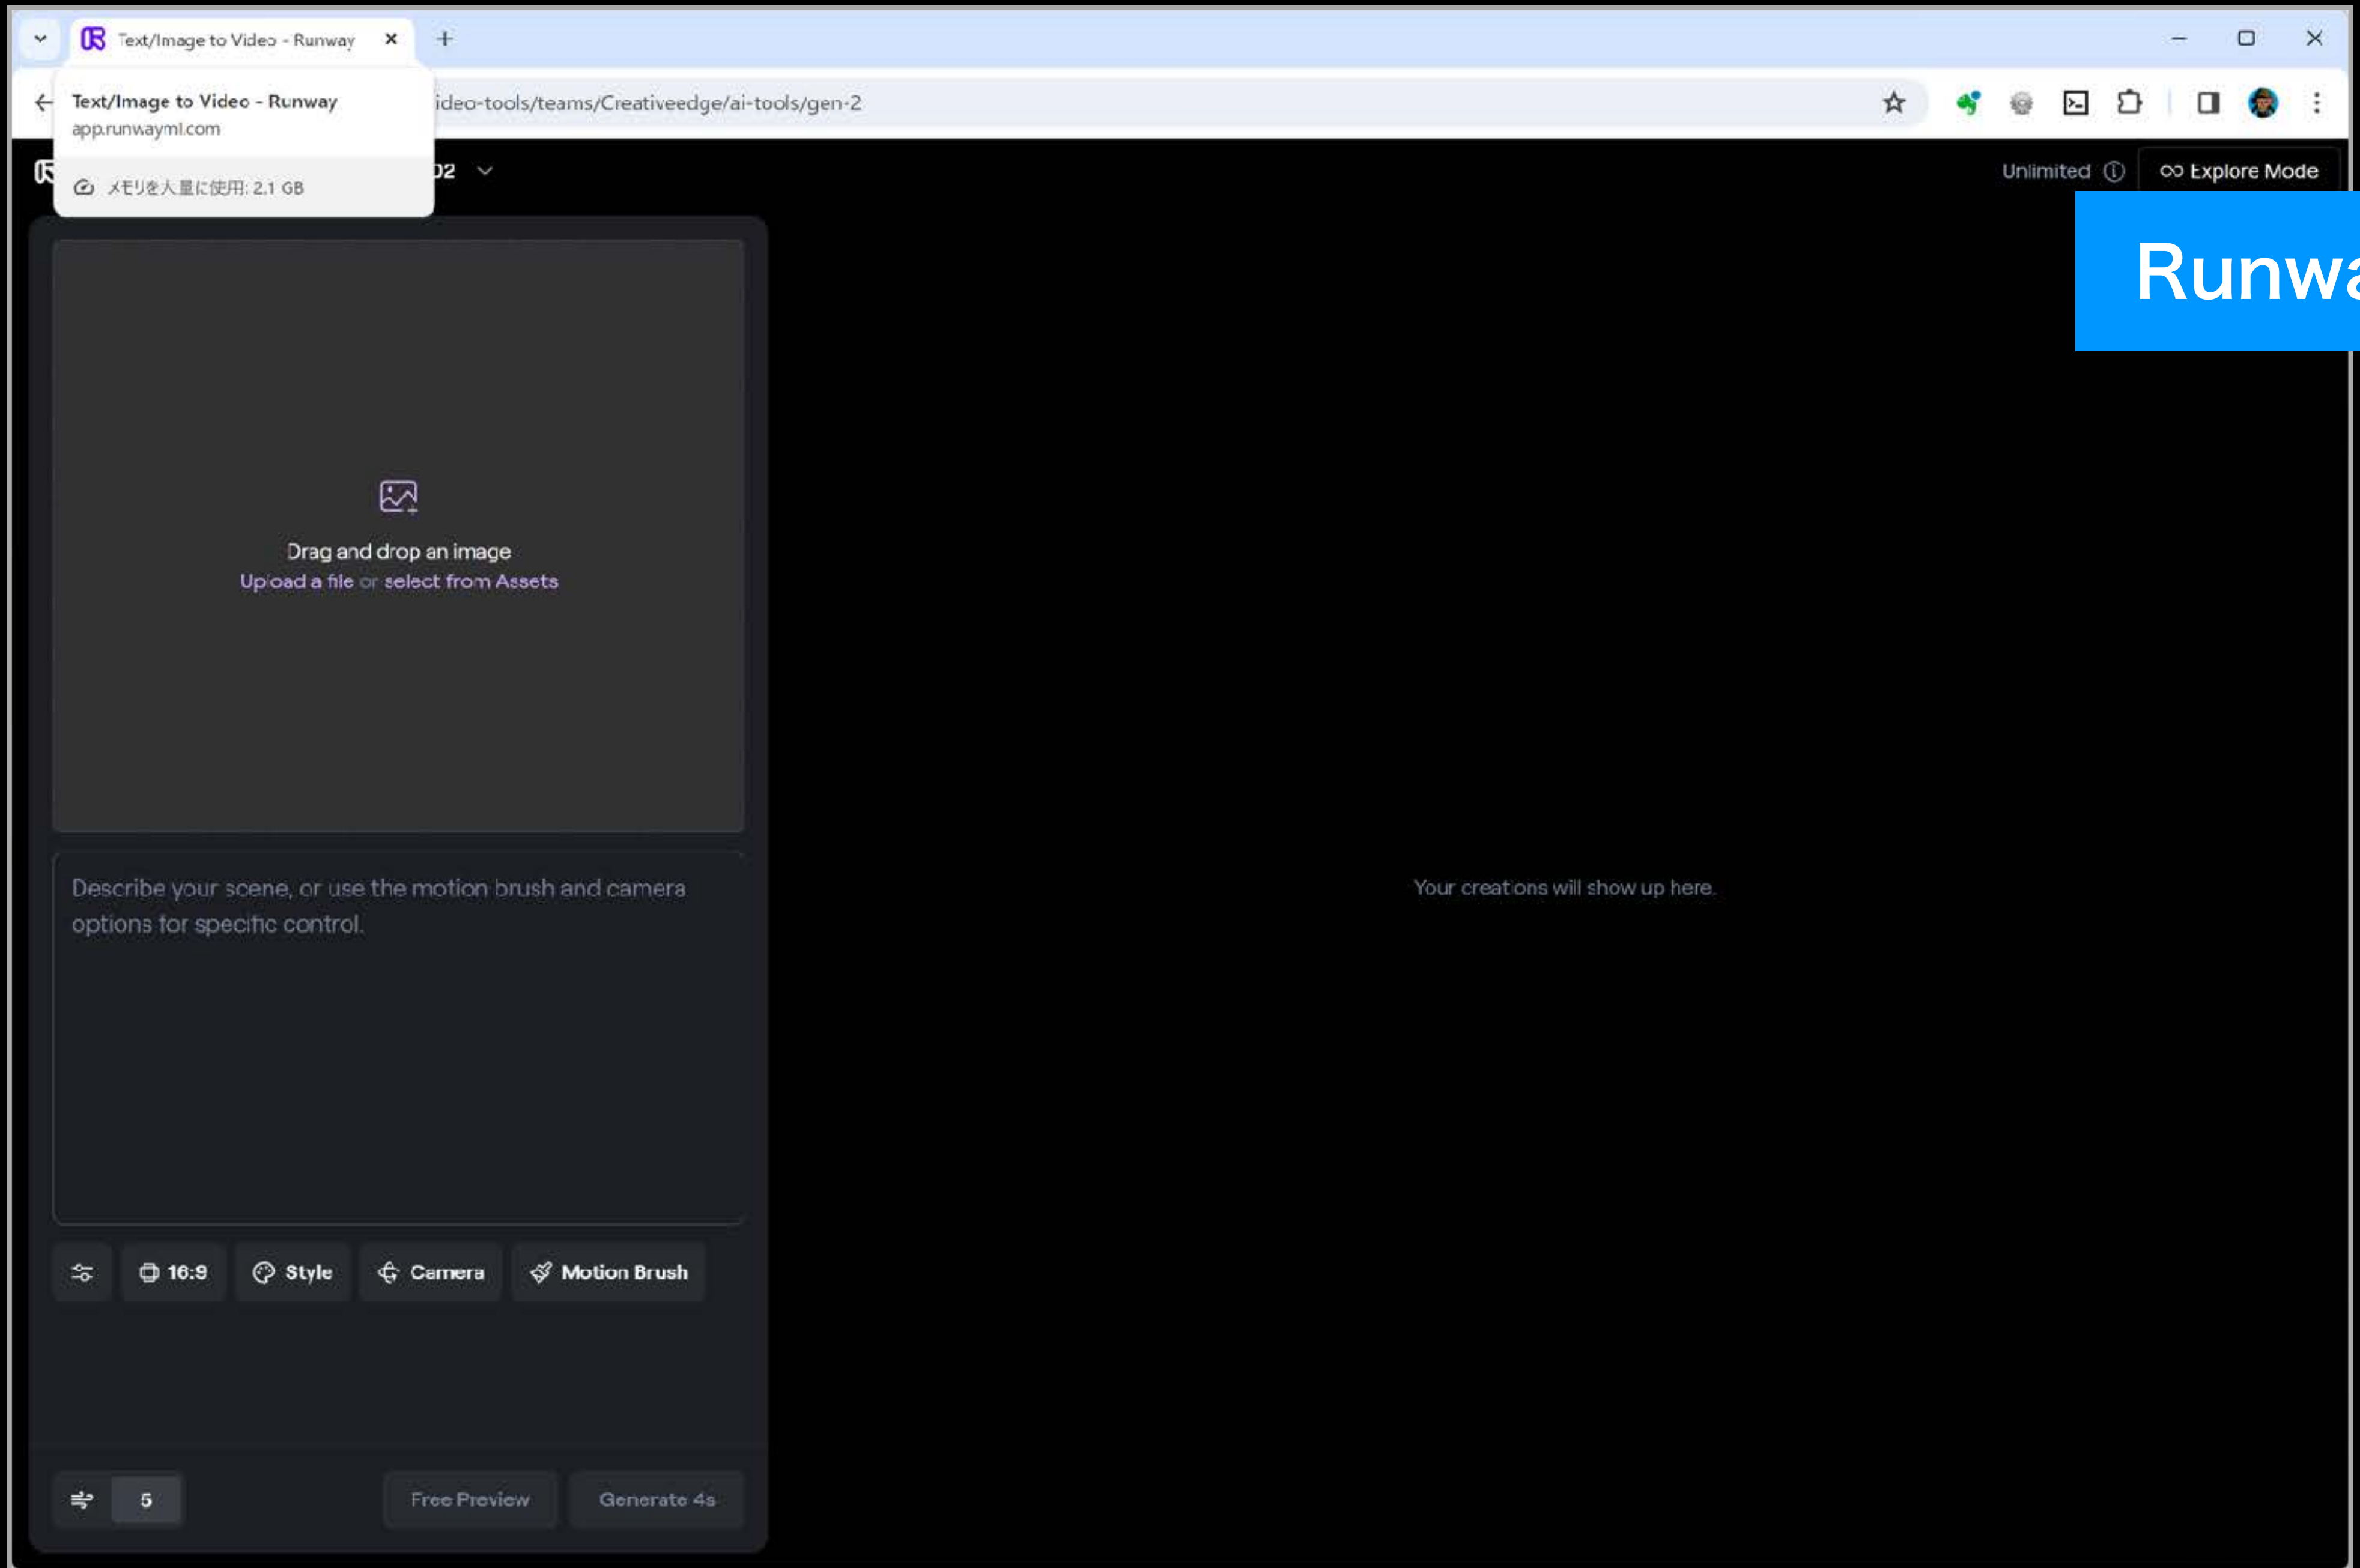 Text/Image to Video - Runway
Text/Image to Video - Runway
app.runwayml.com
メモリを大量に使用: 2.1 GB
ideo-tools/teams/Creativeedge/ai-tools/gen-2
02
Unlimited
Explore Mode
Runwa
Drag and drop an image
Upload a file or select from Assets
Describe your scene, or use the motion brush and camera
options for specific control.
Your creations will show up here.
16:9 Style Camera Motion Brush
5 Free Preview Generate 4s